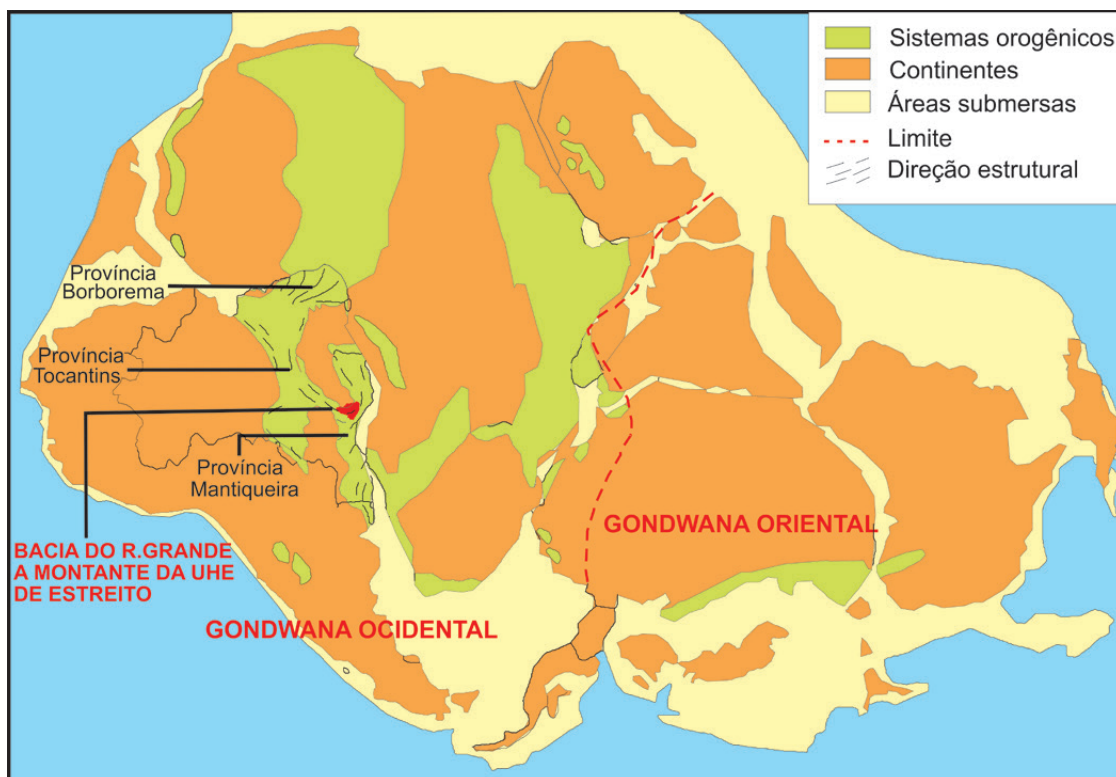 Sistemas orogênicos
Continentes
Áreas submersas
Limite
Direção estrutural
Província
Borborema
Província
Tocantins
Província
Mantiqueira
BACIA DO R.GRANDE
A MONTANTE DA UHE
DE ESTREITO
GONDWANA ORIENTAL
GONDWANA OCIDENTAL